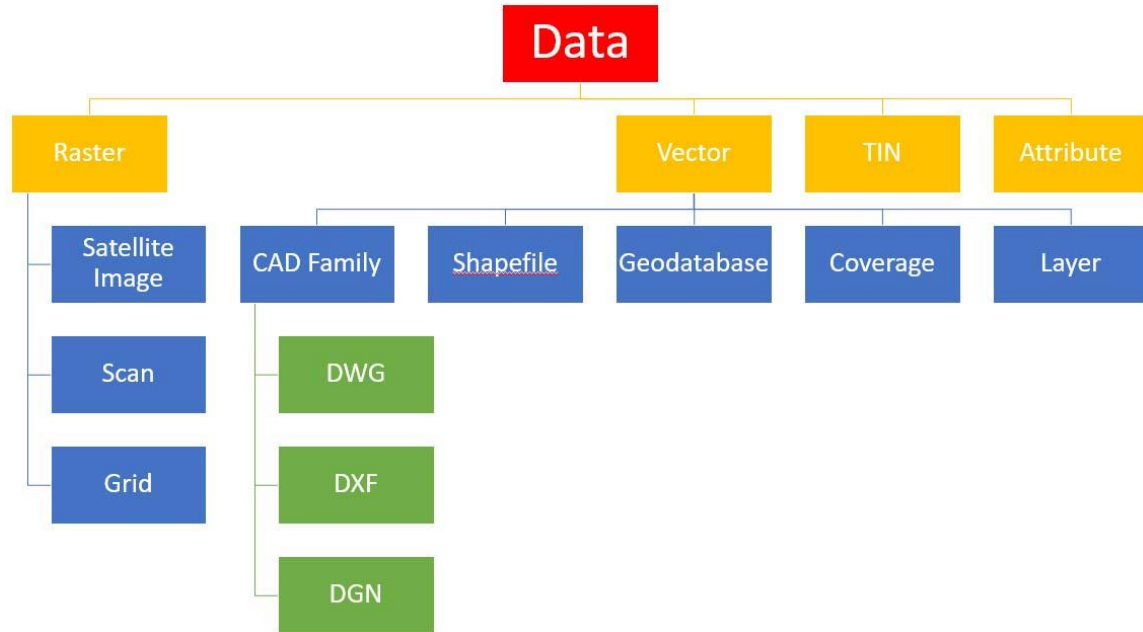 Data
Raster
Vector
TIN
Attribute
Satellite
Image
CAD Family
Shapefile
Geodatabase
Coverage
Layer
Scan
DWG
DXF
Grid
DGN